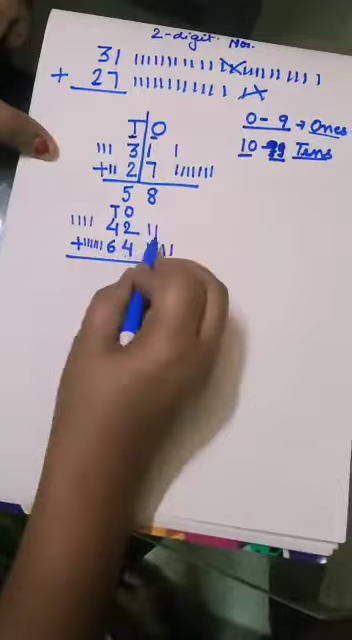 2-digit Nos.
31
+ 27
0-9 → Ones
10-99 Tens
T O
3 1
+ 2 7
5 8
T O
4 2
+ 6 4